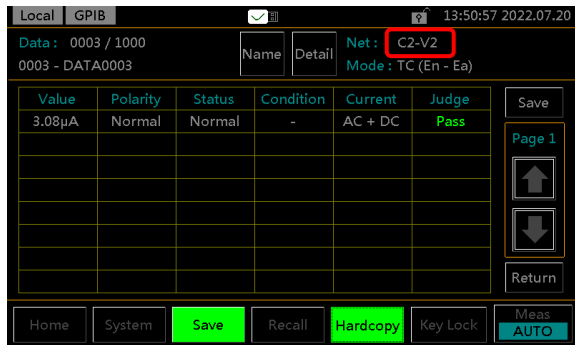 Local GPIB 13:50:57 2022.07.20
Data : 0003 / 1000 Name Detail Net : C2-V2
0003 - DATA0003 Mode : TC (En - Ea)
Value Polarity Status Condition Current Judge Save
3.08µA Normal Normal - AC + DC Pass
Page 1
Return
Home System Save Recall Hardcopy Key Lock Meas
AUTO